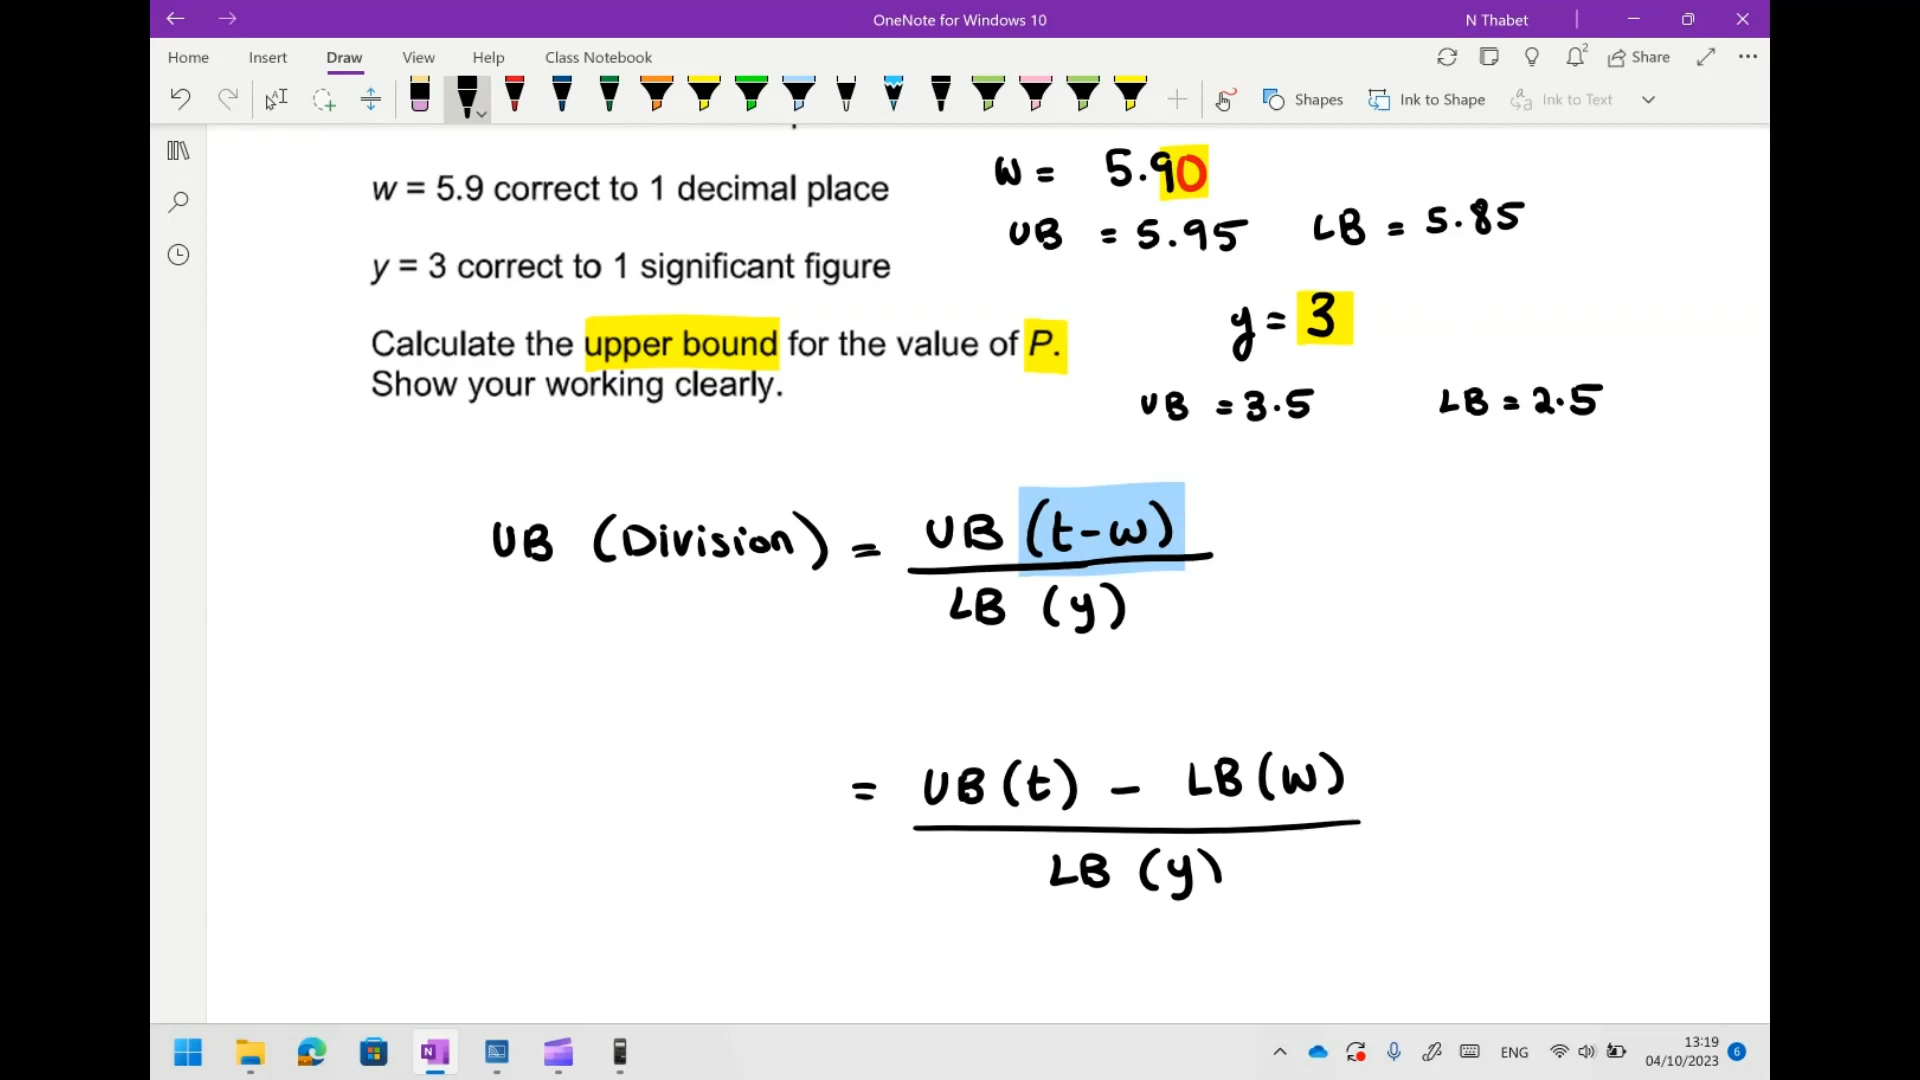 OneNote for Windows 10
N Thabet
Home Insert Draw View Help Class Notebook
2
Share
Shapes
Ink to Shape
Ink to Text
w = 5.9 correct to 1 decimal place
w = 5.90
UB = 5.95 LB = 5.85
y = 3 correct to 1 significant figure
y = 3
Calculate the upper bound for the value of P.
Show your working clearly.
UB = 3.5 LB = 2.5
UB (Division) = UB (t-w)
LB (y)
= UB(t) - LB(w)
LB (y)
ENG
13:19
04/10/2023
6